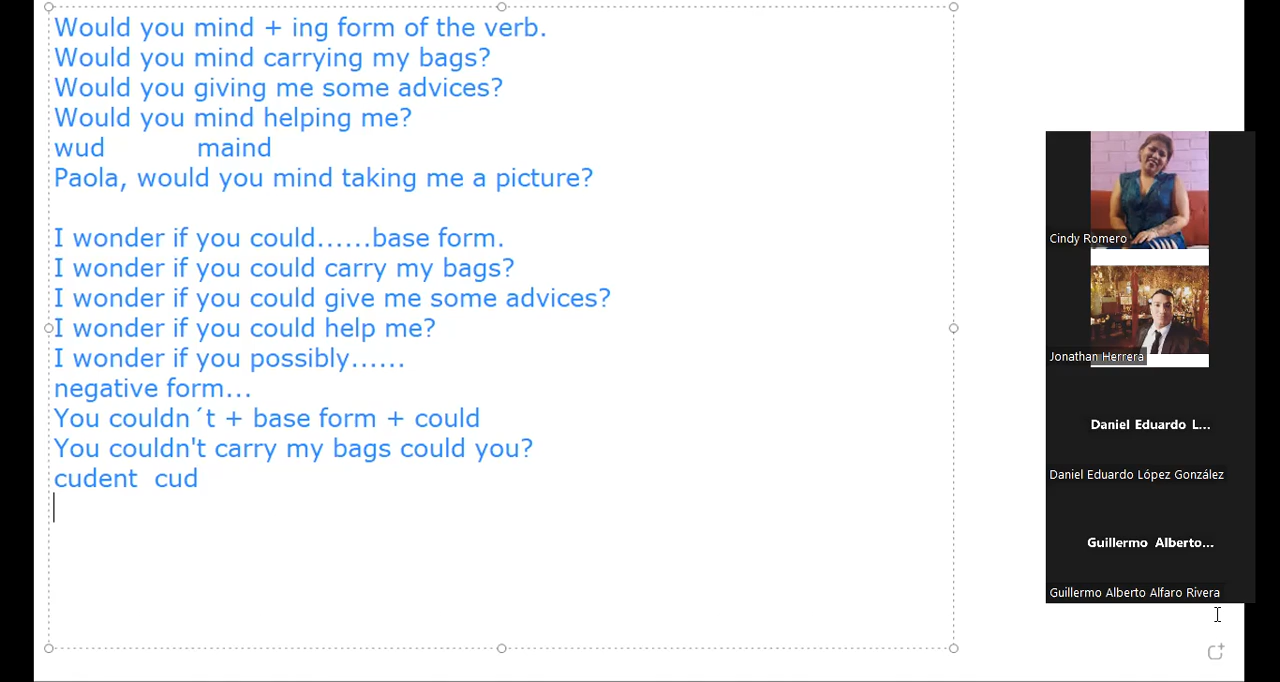 Would you mind + ing form of the verb.
Would you mind carrying my bags?
Would you giving me some advices?
Would you mind helping me?
wud maind
Paola, would you mind taking me a picture?
I wonder if you could......base form.
I wonder if you could carry my bags?
I wonder if you could give me some advices?
I wonder if you could help me?
I wonder if you possibly......
negative form...
You couldn´t + base form + could
You couldn't carry my bags could you?
cudent cud
Cindy Romero
Jonathan Herrera
Daniel Eduardo L...
Daniel Eduardo López González
Guillermo Alberto...
Guillermo Alberto Alfaro Rivera